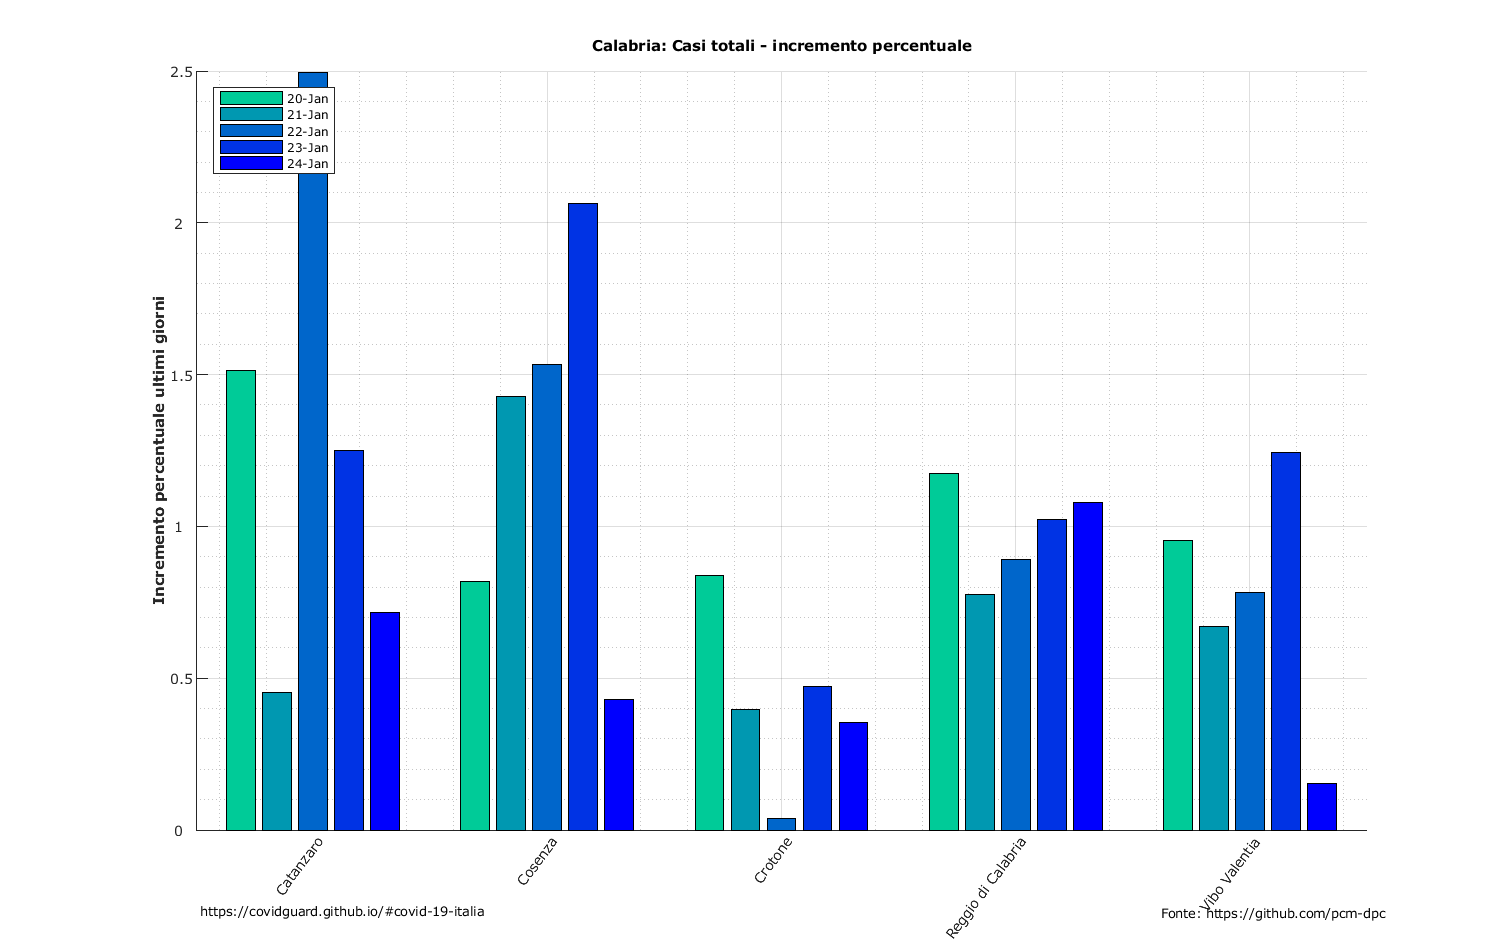 Calabria: Casi totali - incremento percentuale
2.5
2
1.5
1
0.5
0
Incremento percentuale ultimi giorni
20-Jan
21-Jan
22-Jan
23-Jan
24-Jan
Catanzaro
Cosenza
Crotone
Reggio di Calabria
Vibo Valentia
https://covidguard.github.io/#covid-19-italia
Fonte: https://github.com/pcm-dpc